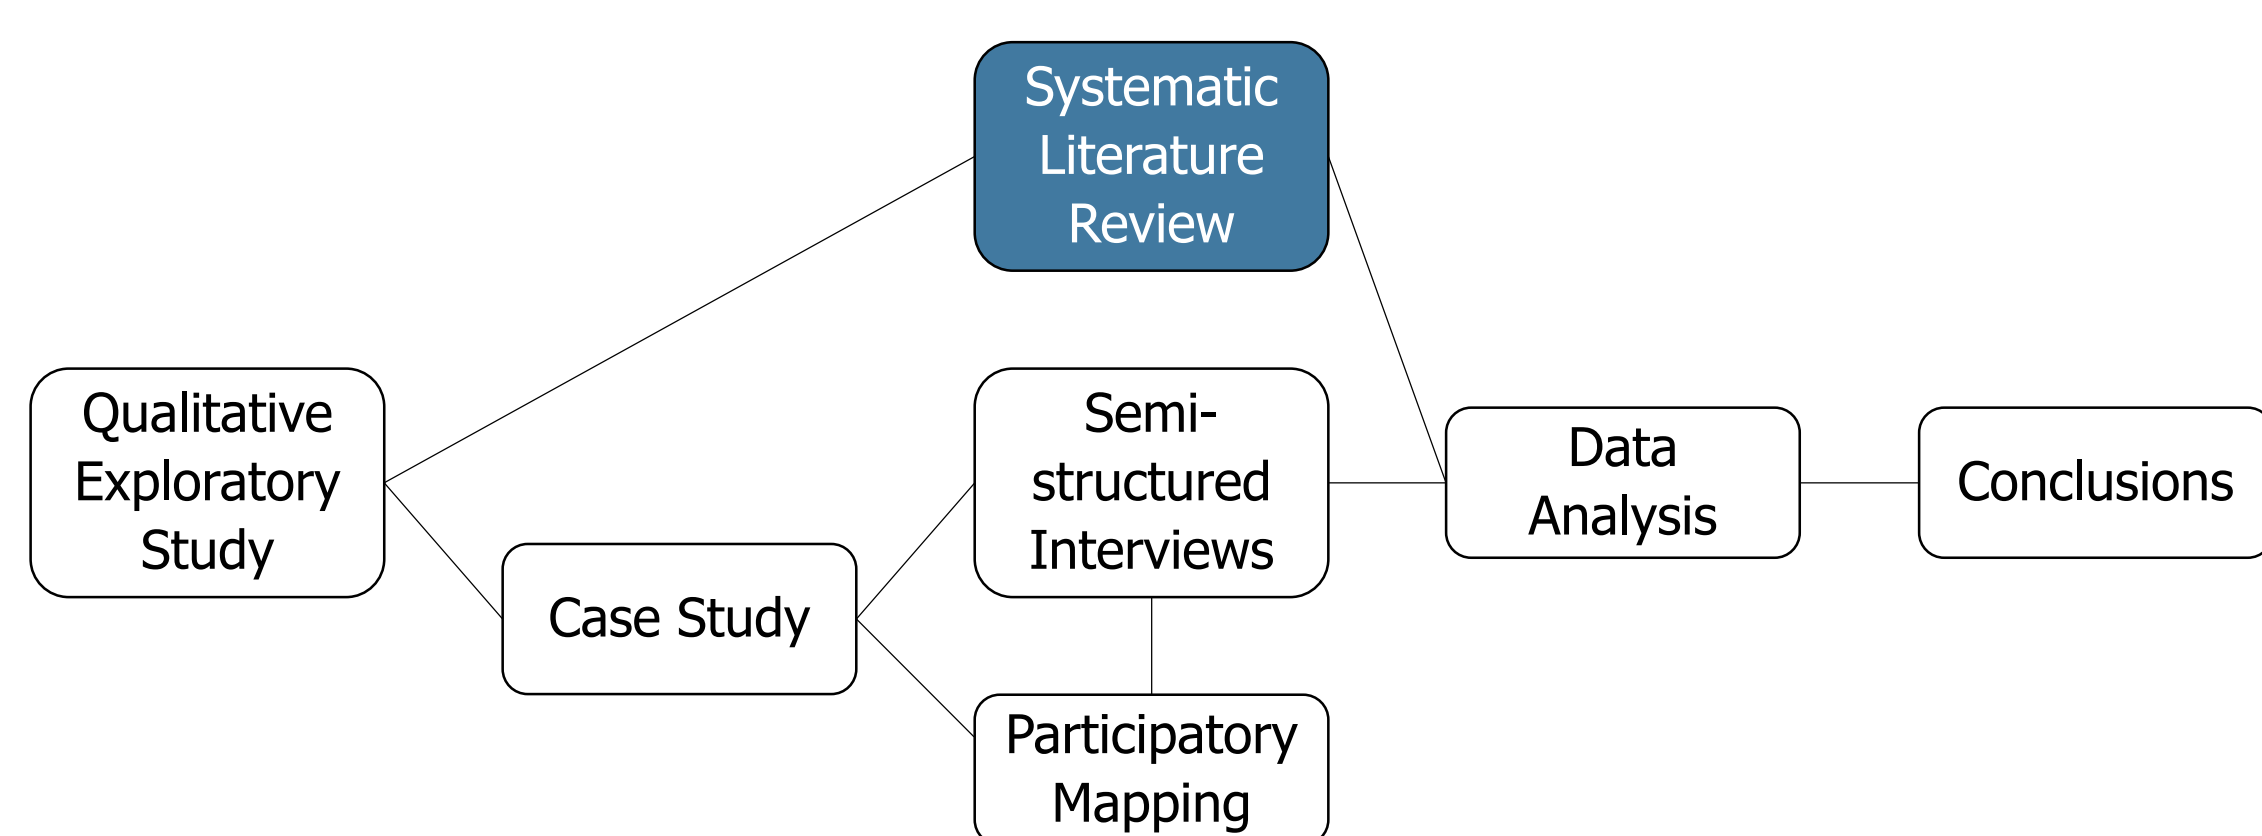 Systematic
Literature
Review
Qualitative
Exploratory
Study
Case Study
Semi-
structured
Interviews
Participatory
Mapping
Data
Analysis
Conclusions